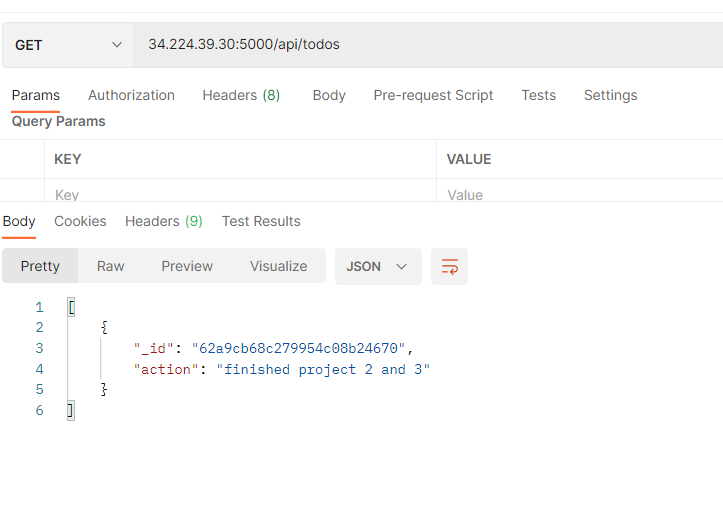 GET 34.224.39.30:5000/api/todos
Params Authorization Headers (8) Body Pre-request Script Tests Settings
Query Params
KEY VALUE
Key Value
Body Cookies Headers (9) Test Results
Pretty Raw Preview Visualize JSON
1 [
2 {
3 "_id": "62a9cb68c279954c08b24670",
4 "action": "finished project 2 and 3"
5 }
6 ]